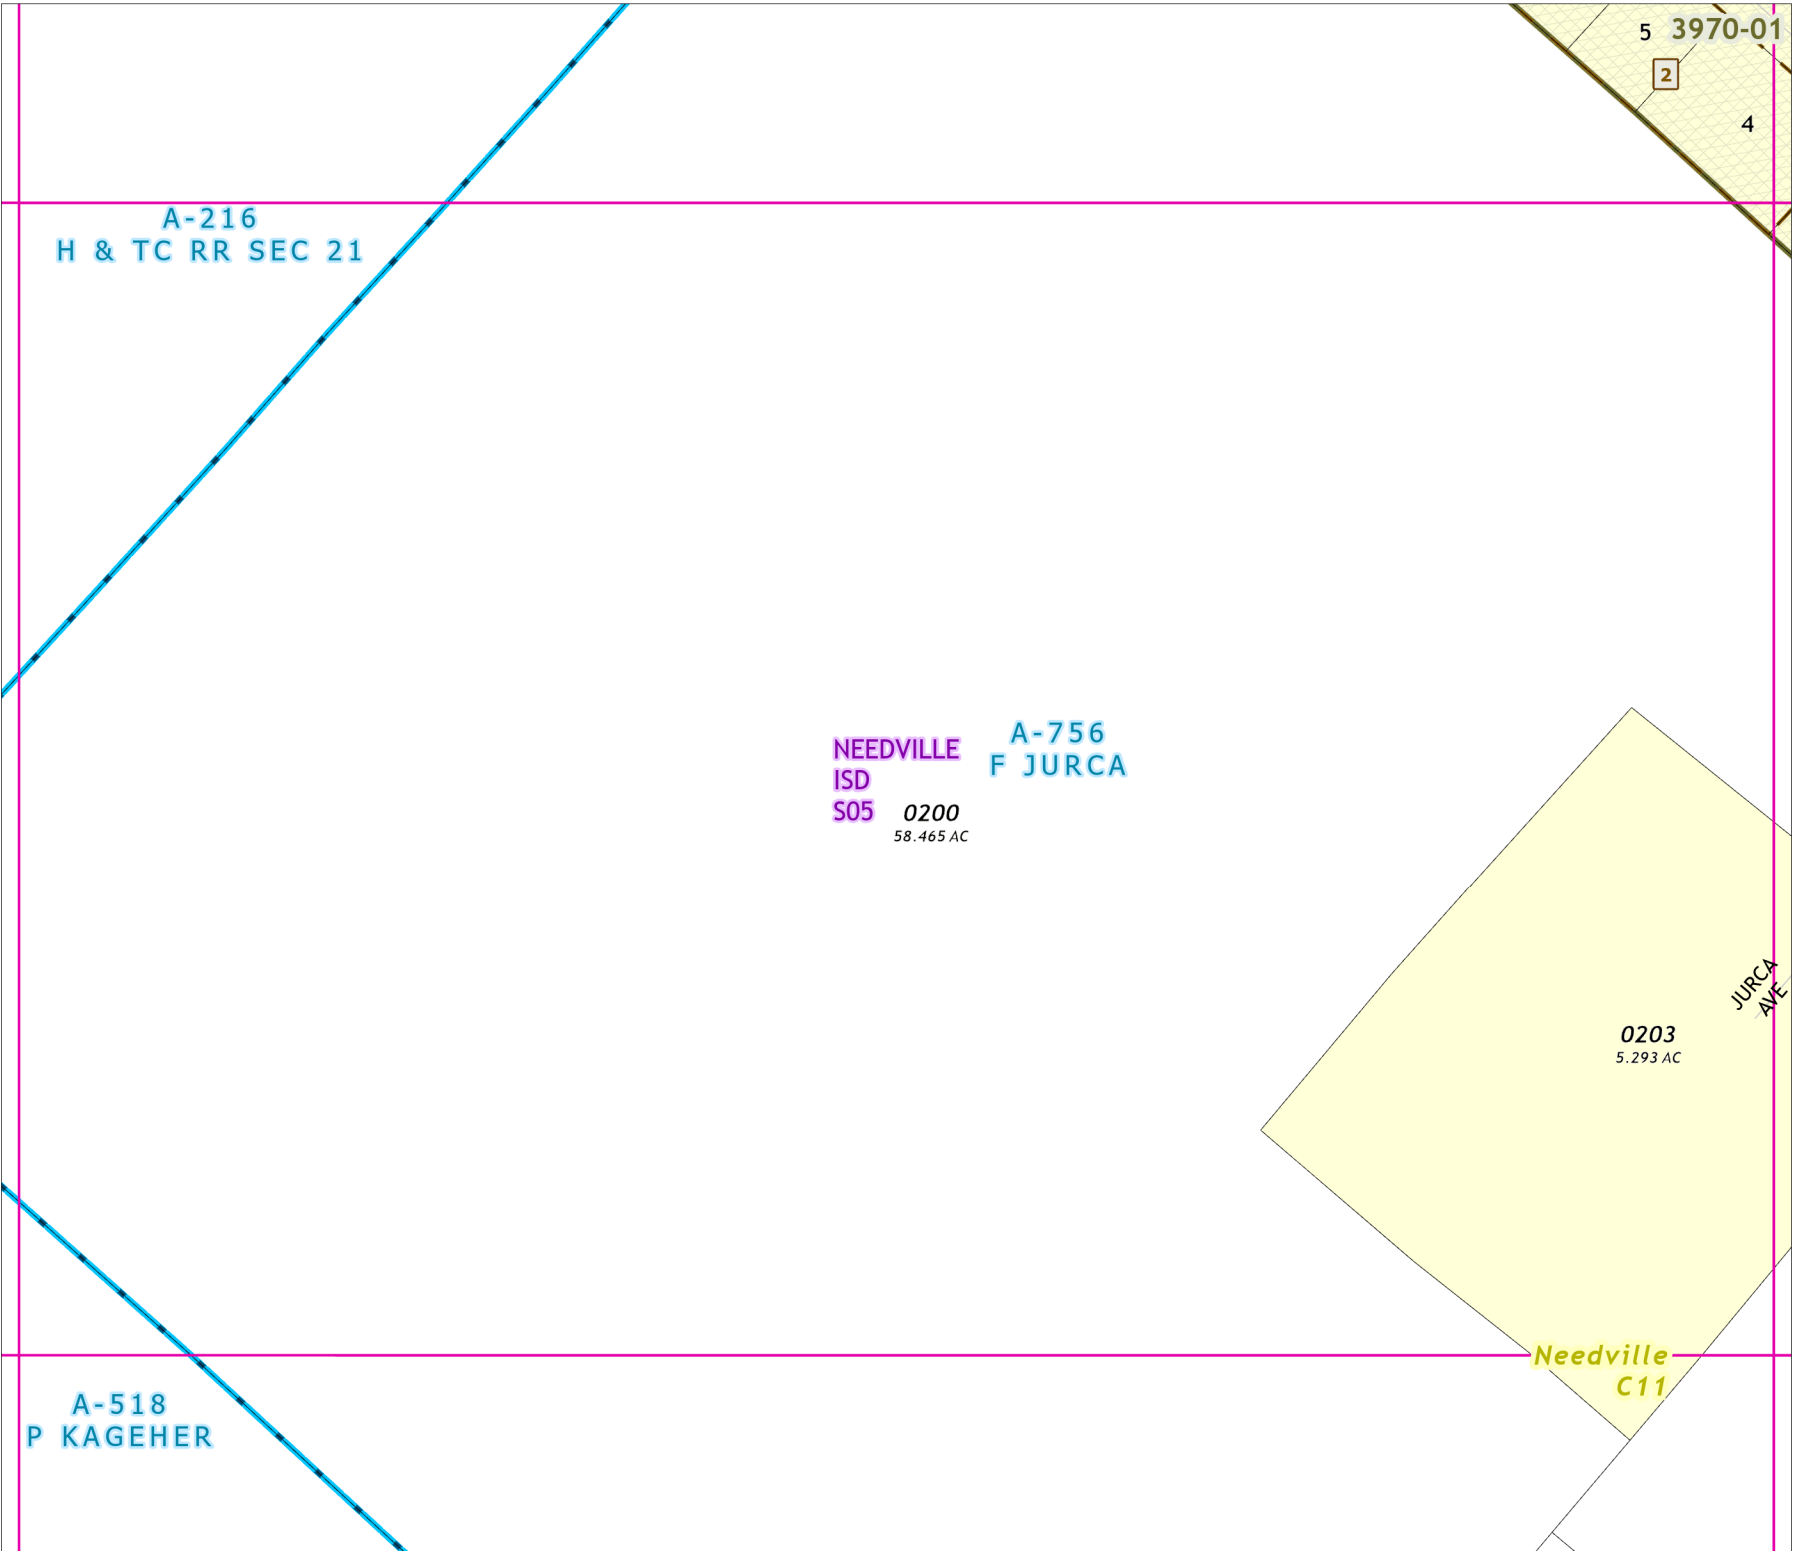 5
3970-01
2
4
A-216
H & TC RR SEC 21
A-756
F JURCA
NEEDVILLE
ISD
S05
0200
58.465 AC
JURCA
AVE
0203
5.293 AC
Needville
C11
A-518
P KAGEHER